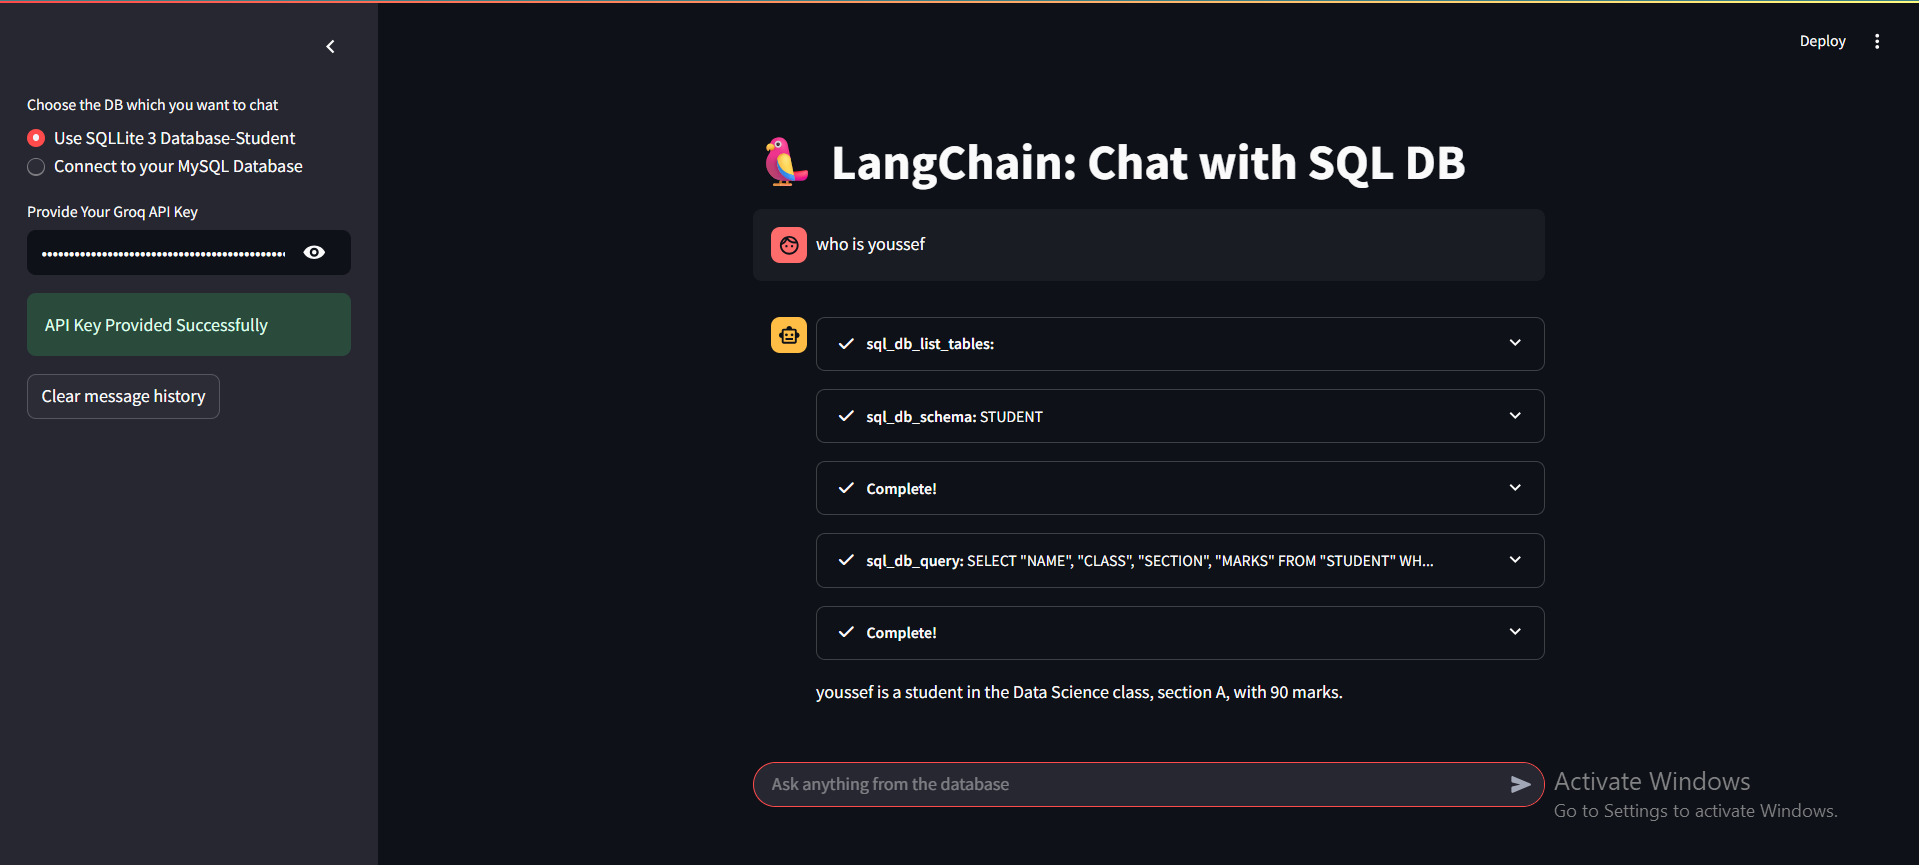 Deploy
Choose the DB which you want to chat
Use SQLLite 3 Database-Student
Connect to your MySQL Database
Provide Your Groq API Key
API Key Provided Successfully
Clear message history
LangChain: Chat with SQL DB
who is youssef
sql_db_list_tables:
sql_db_schema: STUDENT
Complete!
sql_db_query: SELECT "NAME", "CLASS", "SECTION", "MARKS" FROM "STUDENT" WH...
Complete!
youssef is a student in the Data Science class, section A, with 90 marks.
Ask anything from the database
Activate Windows
Go to Settings to activate Windows.